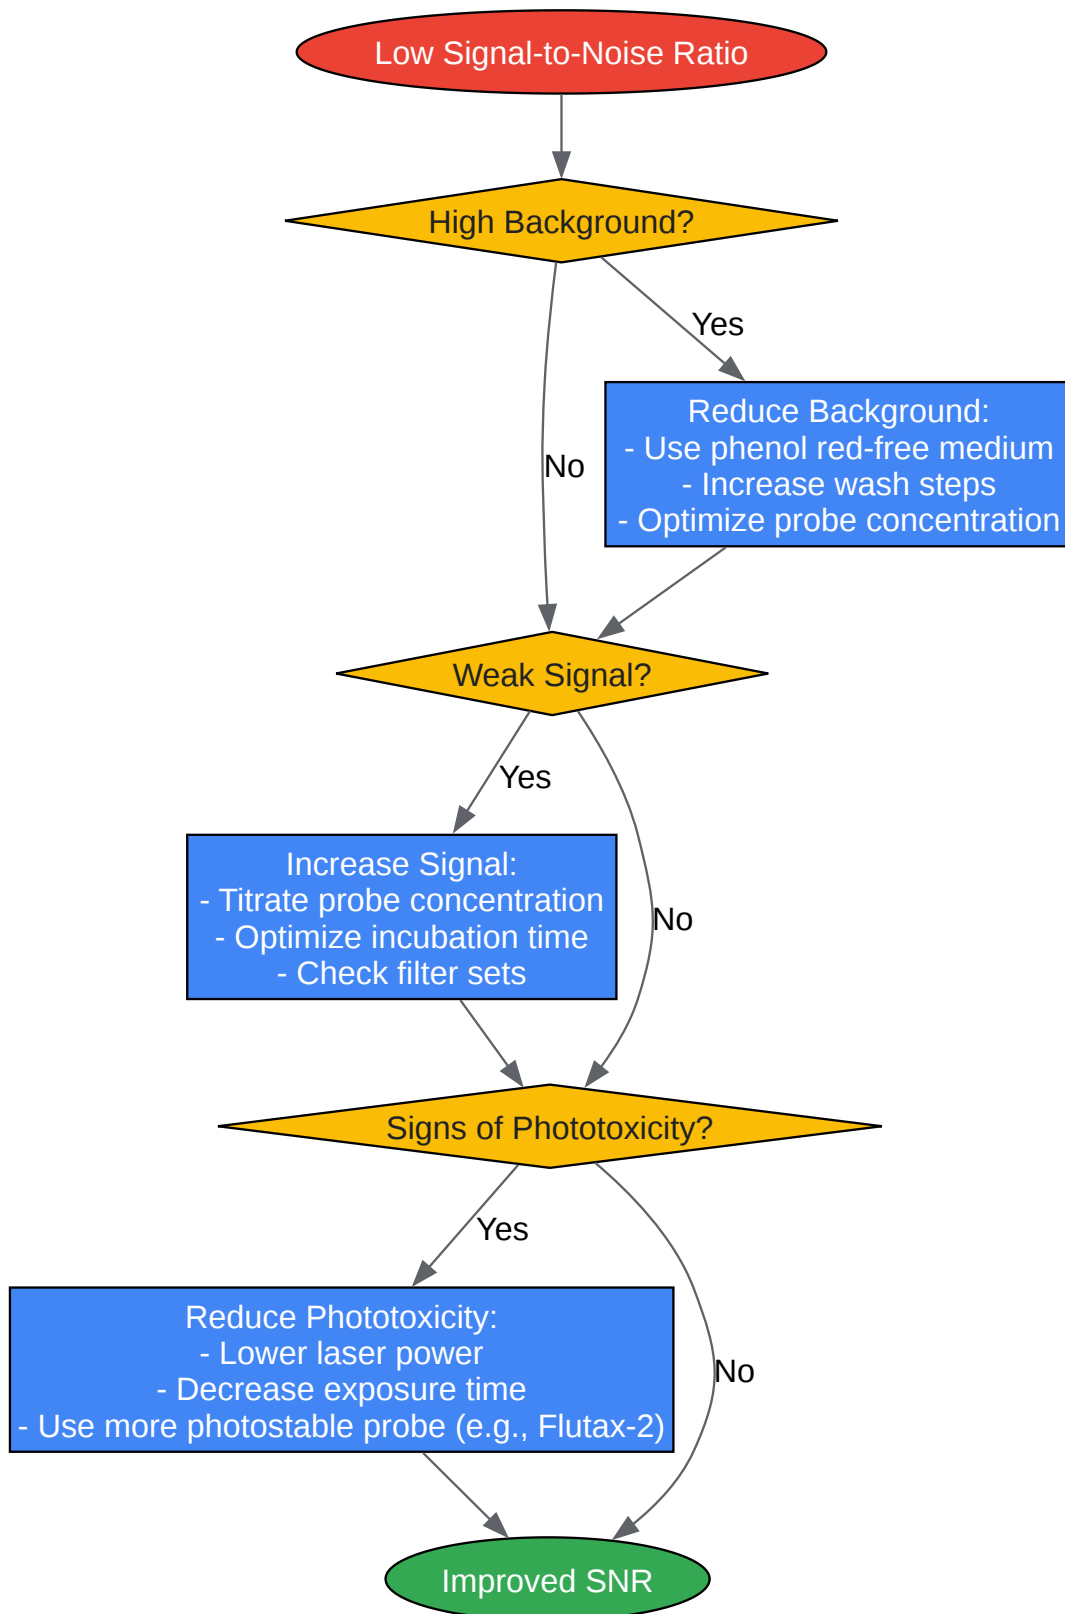 Low Signal-to-Noise Ratio
High Background?
Yes
Reduce Background:
- Use phenol red-free medium
- Increase wash steps
- Optimize probe concentration
No
Weak Signal?
Yes
Increase Signal:
- Titrate probe concentration
- Optimize incubation time
- Check filter sets
No
Signs of Phototoxicity?
Yes
Reduce Phototoxicity:
- Lower laser power
- Decrease exposure time
- Use more photostable probe (e.g., Flutax-2)
No
Improved SNR